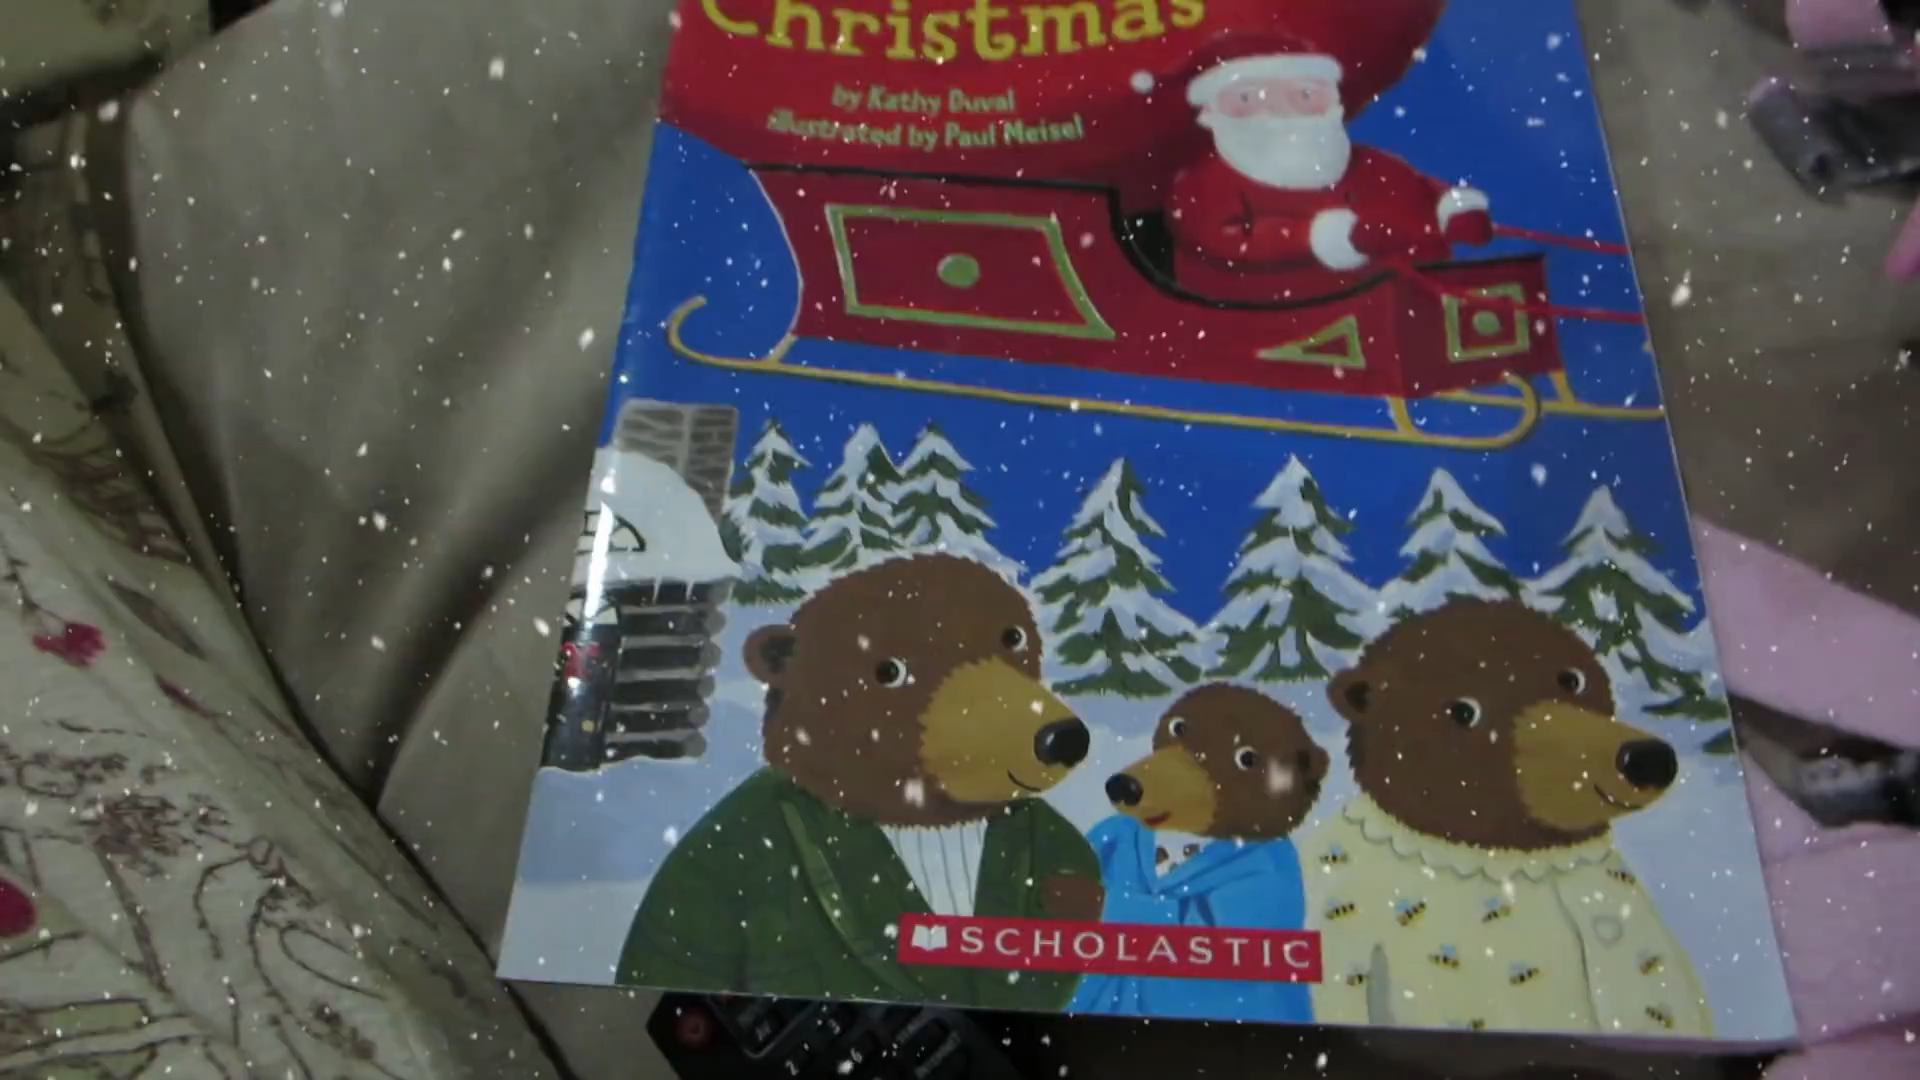 Christmas
by Kathy Duval
illustrated by Paul Meisel
SCHOLASTIC